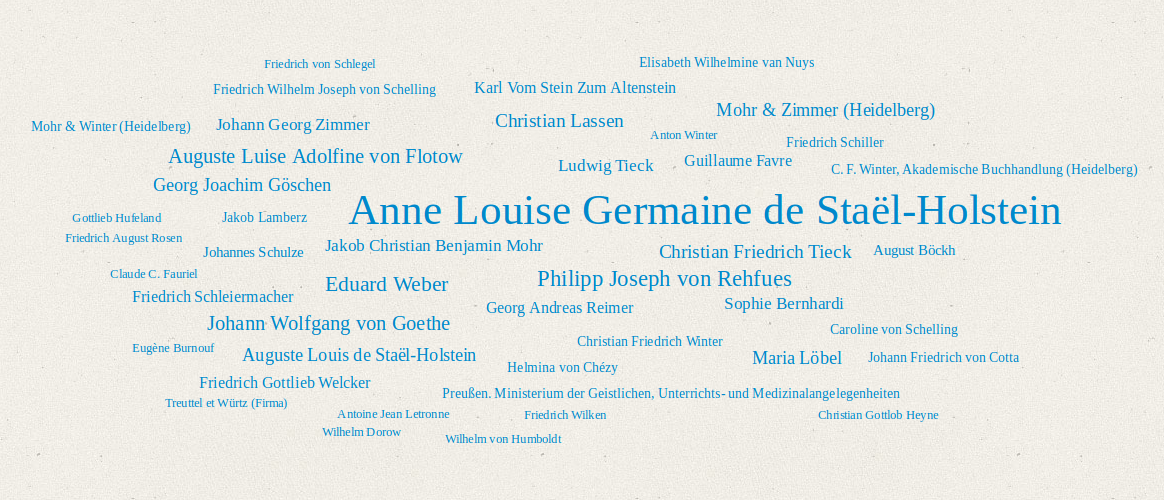 Elisabeth Wilhelmine van Nuys
Friedrich von Schlegel
Karl Vom Stein Zum Altenstein
Friedrich Wilhelm Joseph von Schelling
Mohr & Zimmer (Heidelberg)
Christian Lassen
Mohr & Winter (Heidelberg)
Johann Georg Zimmer
Anton Winter
Friedrich Schiller
Auguste Luise Adolfine von Flotow
Ludwig Tieck
Guillaume Favre
C. F. Winter, Akademische Buchhandlung (Heidelberg)
Georg Joachim Göschen
Anne Louise Germaine de Staël-Holstein
Gottlieb Hufeland
Jakob Lamberz
Friedrich August Rosen
Johannes Schulze
Jakob Christian Benjamin Mohr
Christian Friedrich Tieck
August Böckh
Claude C. Fauriel
Eduard Weber
Philipp Joseph von Rehfues
Friedrich Schleiermacher
Georg Andreas Reimer
Sophie Bernhardi
Johann Wolfgang von Goethe
Caroline von Schelling
Christian Friedrich Winter
Eugène Burnouf
Auguste Louis de Staël-Holstein
Maria Löbel
Johann Friedrich von Cotta
Helmina von Chézy
Friedrich Gottlieb Welcker
Preußen. Ministerium der Geistlichen, Unterrichts- und Medizinalangelegenheiten
Treuttel et Würtz (Firma)
Antoine Jean Letronne
Friedrich Wilken
Christian Gottlob Heyne
Wilhelm Dorow
Wilhelm von Humboldt